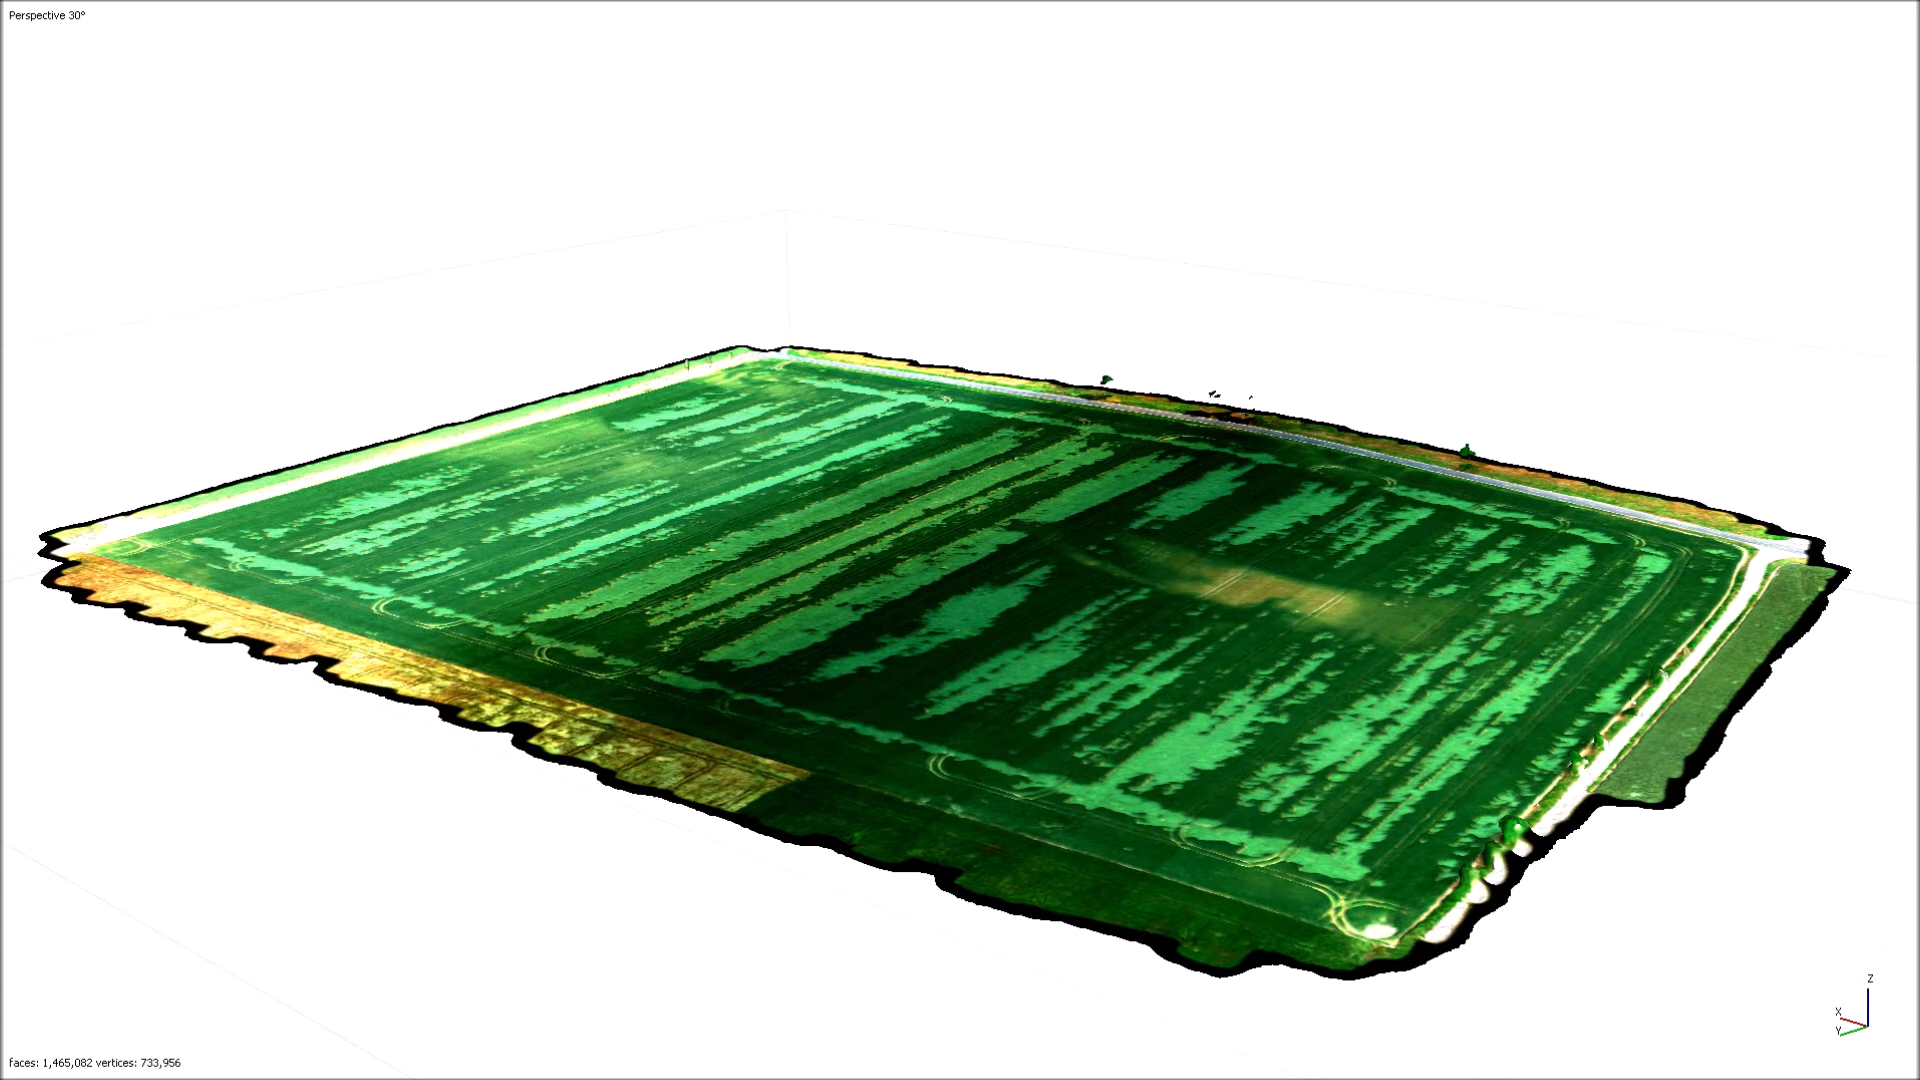 Perspective 30°
Z
X
Y
faces: 1,465,082 vertices: 733,956